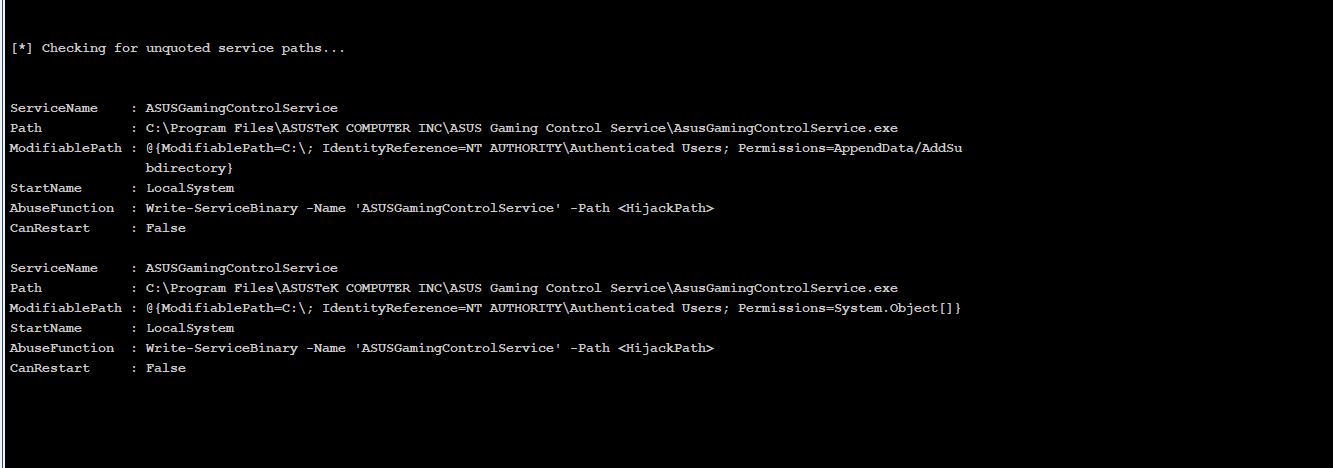 [*] Checking for unquoted service paths...
ServiceName    : ASUSGamingControlService
Path           : C:\Program Files\ASUSTeK COMPUTER INC\ASUS Gaming Control Service\AsusGamingControlService.exe
ModifiablePath : @{ModifiablePath=C:\; IdentityReference=NT AUTHORITY\Authenticated Users; Permissions=AppendData/AddSu
                 bdirectory}
StartName      : LocalSystem
AbuseFunction  : Write-ServiceBinary -Name 'ASUSGamingControlService' -Path <HijackPath>
CanRestart     : False
ServiceName    : ASUSGamingControlService
Path           : C:\Program Files\ASUSTeK COMPUTER INC\ASUS Gaming Control Service\AsusGamingControlService.exe
ModifiablePath : @{ModifiablePath=C:\; IdentityReference=NT AUTHORITY\Authenticated Users; Permissions=System.Object[]}
StartName      : LocalSystem
AbuseFunction  : Write-ServiceBinary -Name 'ASUSGamingControlService' -Path <HijackPath>
CanRestart     : False